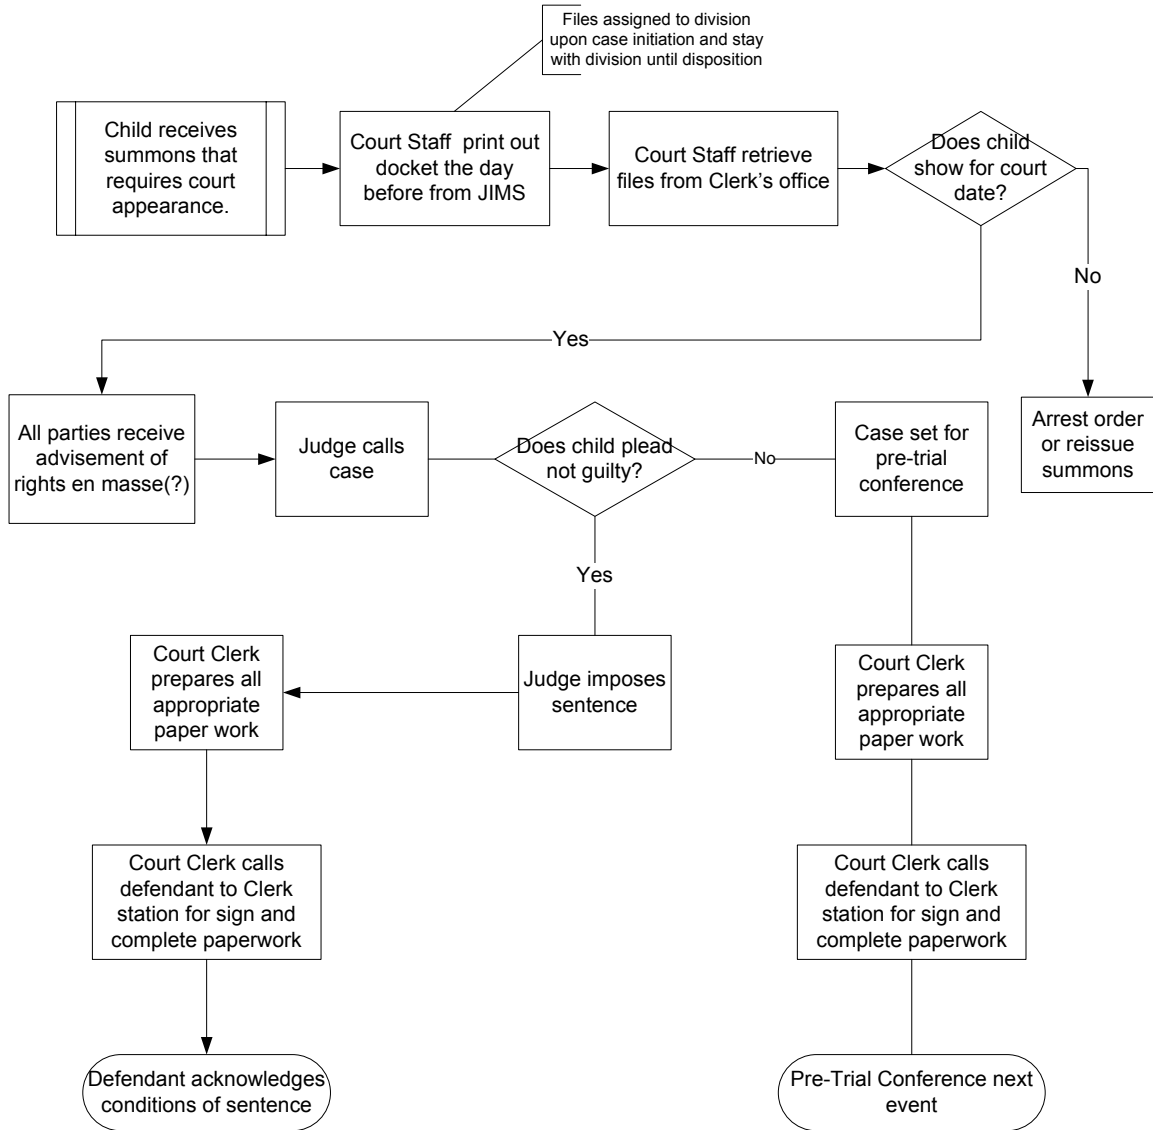 Files assigned to division
upon case initiation and stay
with division until disposition
Child receives
summons that
requires court
appearance.
Court Staff  print out
docket the day
before from JIMS
Court Staff retrieve
files from Clerk's office
Does child
show for court
date?
No
Yes
All parties receive
advisement of
rights en masse(?)
Judge calls
case
Does child plead
not guilty?
No
Case set for
pre-trial
conference
Arrest order
or reissue
summons
Yes
Court Clerk
prepares all
appropriate
paper work
Judge imposes
sentence
Court Clerk
prepares all
appropriate
paper work
Court Clerk calls
defendant to Clerk
station for sign and
complete paperwork
Court Clerk calls
defendant to Clerk
station for sign and
complete paperwork
Defendant acknowledges
conditions of sentence
Pre-Trial Conference next
event